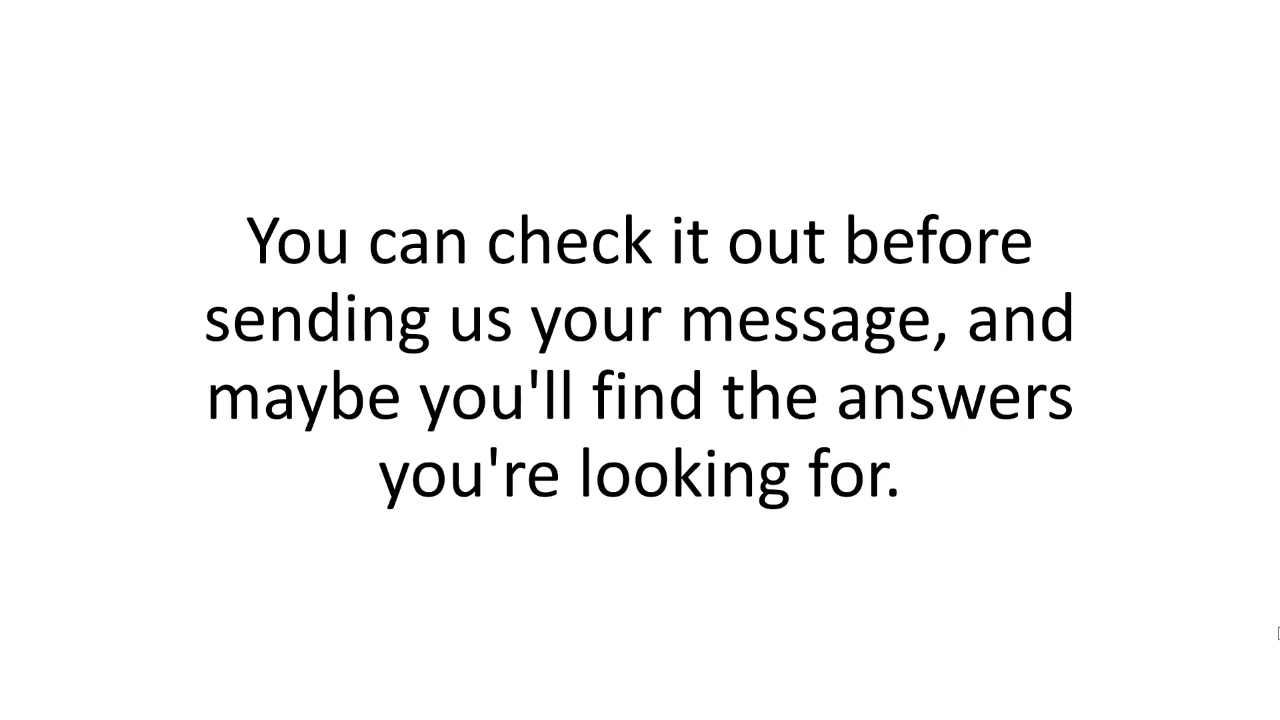 You can check it out before
sending us your message, and
maybe you'll find the answers
you're looking for.